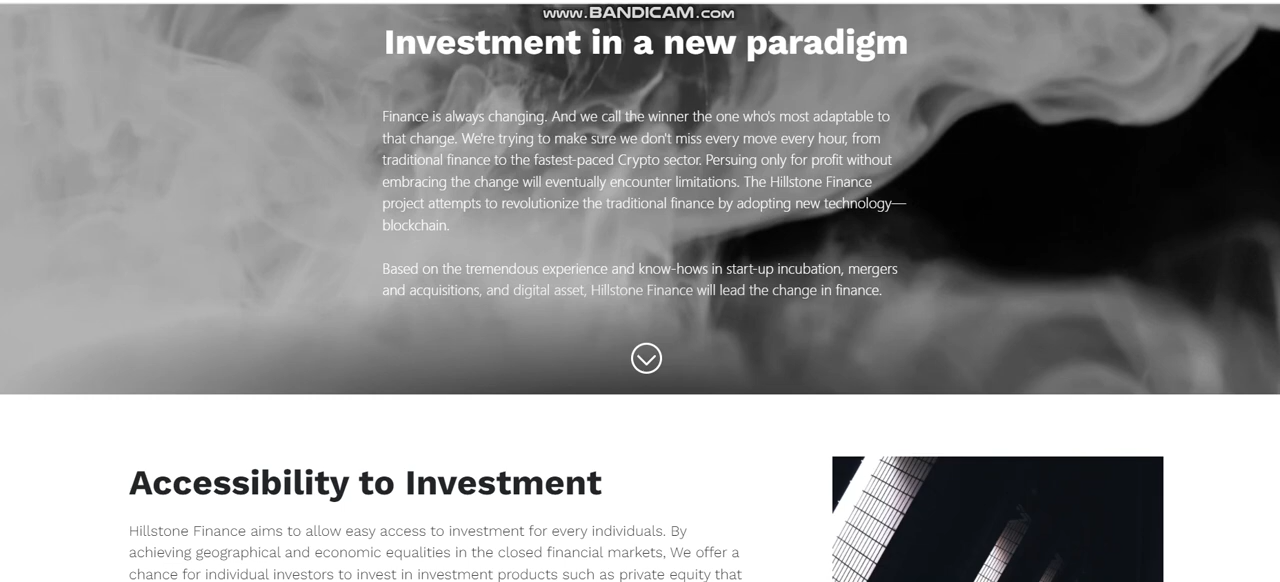 www.BANDICAM.com
Investment in a new paradigm
Finance is always changing. And we call the winner the one who's most adaptable to
that change. We're trying to make sure we don't miss every move every hour, from
traditional finance to the fastest-paced Crypto sector. Persuing only for profit without
embracing the change will eventually encounter limitations. The Hillstone Finance
project attempts to revolutionize the traditional finance by adopting new technology—
blockchain.
Based on the tremendous experience and know-hows in start-up incubation, mergers
and acquisitions, and digital asset, Hillstone Finance will lead the change in finance.
Accessibility to Investment
Hillstone Finance aims to allow easy access to investment for every individuals. By
achieving geographical and economic equalities in the closed financial markets, We offer a
chance for individual investors to invest in investment products such as private equity that